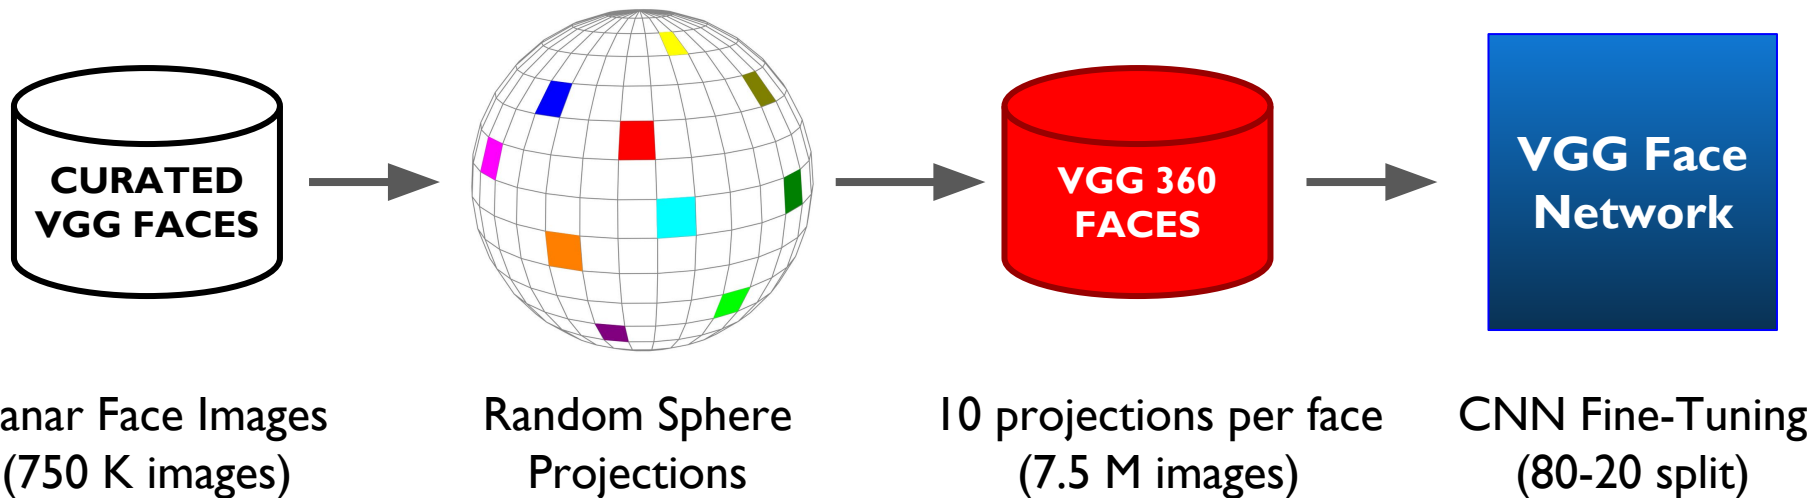 CURATED
VGG FACES
VGG 360
FACES
VGG Face
Network
anar Face Images
(750 K images)
Random Sphere
Projections
10 projections per face
(7.5 M images)
CNN Fine-Tuning
(80-20 split)